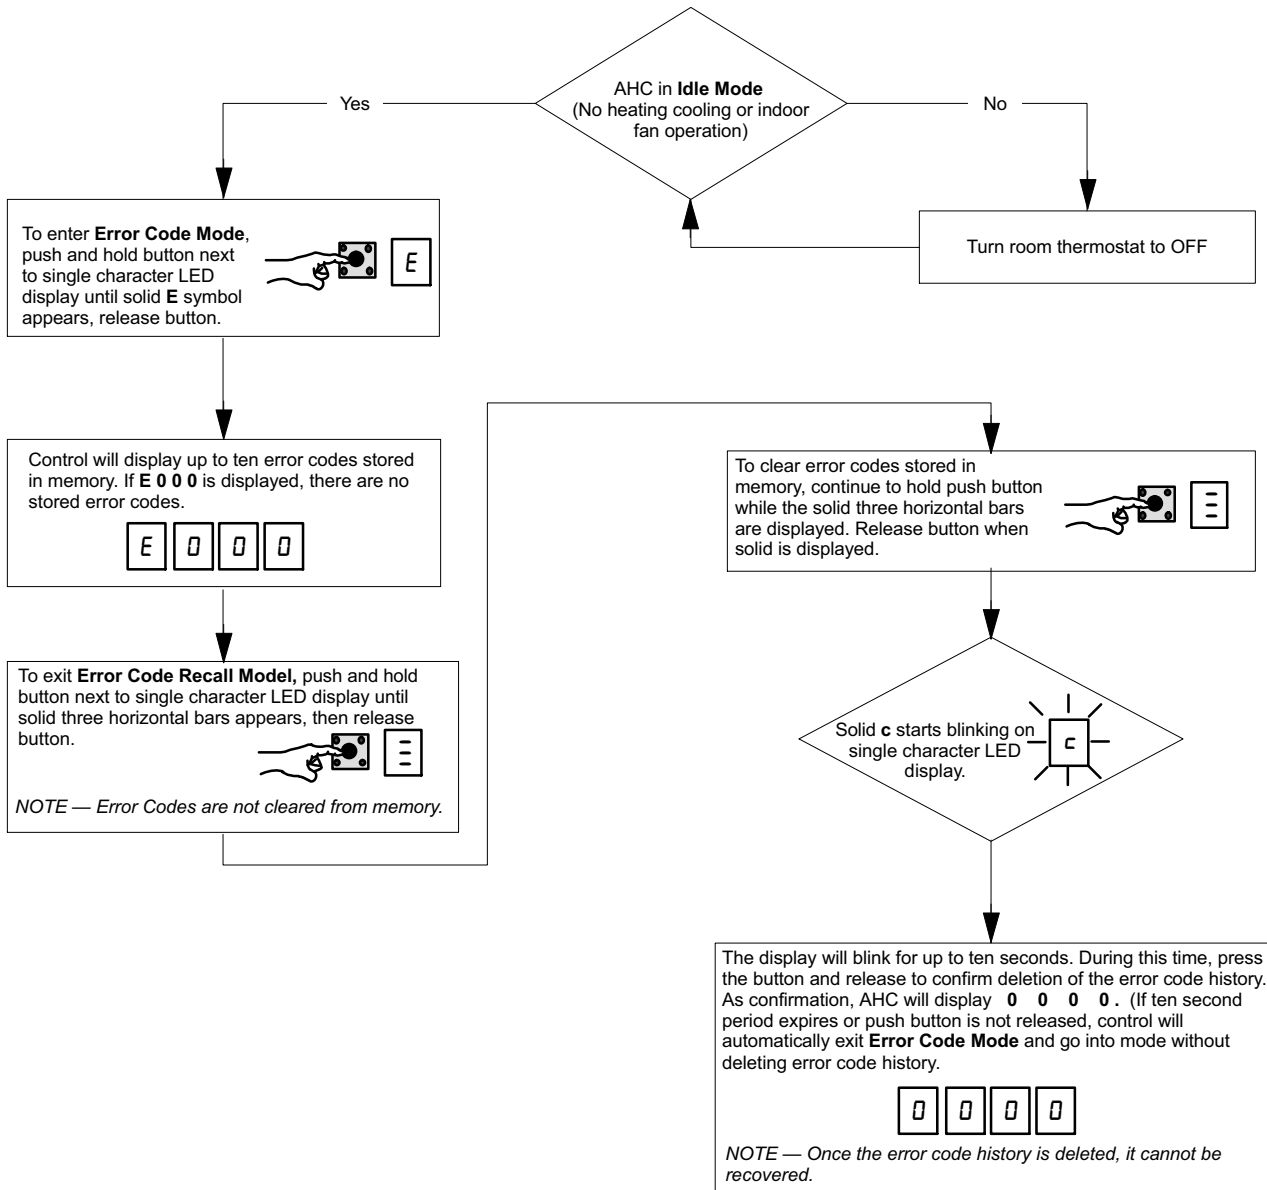 AHC in Idle Mode
(No heating cooling or indoor
fan operation)
Yes
No
To enter Error Code Mode,
push and hold button next
to single character LED
display until solid E symbol
appears, release button.
E
Turn room thermostat to OFF
Control will display up to ten error codes stored
in memory. If E 0 0 0 is displayed, there are no
stored error codes.
E 0 0 0
To exit Error Code Recall Model, push and hold
button next to single character LED display until
solid three horizontal bars appears, then release
button.
NOTE — Error Codes are not cleared from memory.
To clear error codes stored in
memory, continue to hold push button
while the solid three horizontal bars
are displayed. Release button when
solid is displayed.
Solid c starts blinking on
single character LED
display.
c
The display will blink for up to ten seconds. During this time, press
the button and release to confirm deletion of the error code history.
As confirmation, AHC will display 0 0 0 0 . (If ten second
period expires or push button is not released, control will
automatically exit Error Code Mode and go into mode without
deleting error code history.
0 0 0 0
NOTE — Once the error code history is deleted, it cannot be
recovered.